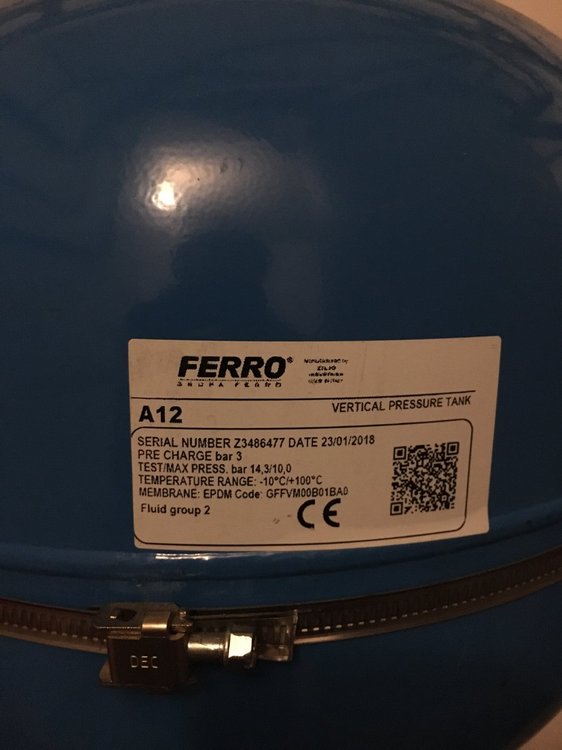 FERRO®
Manufactured by
GRUPA FERRO
A12
VERTICAL PRESSURE TANK
SERIAL NUMBER Z3486477 DATE 23/01/2018
PRE CHARGE bar 3
TEST/MAX PRESS. bar 14,3/10,0
TEMPERATURE RANGE: -10°C/+100°C
MEMBRANE: EPDM Code: GFFVM00B01BA0
Fluid group 2
CE
DEC